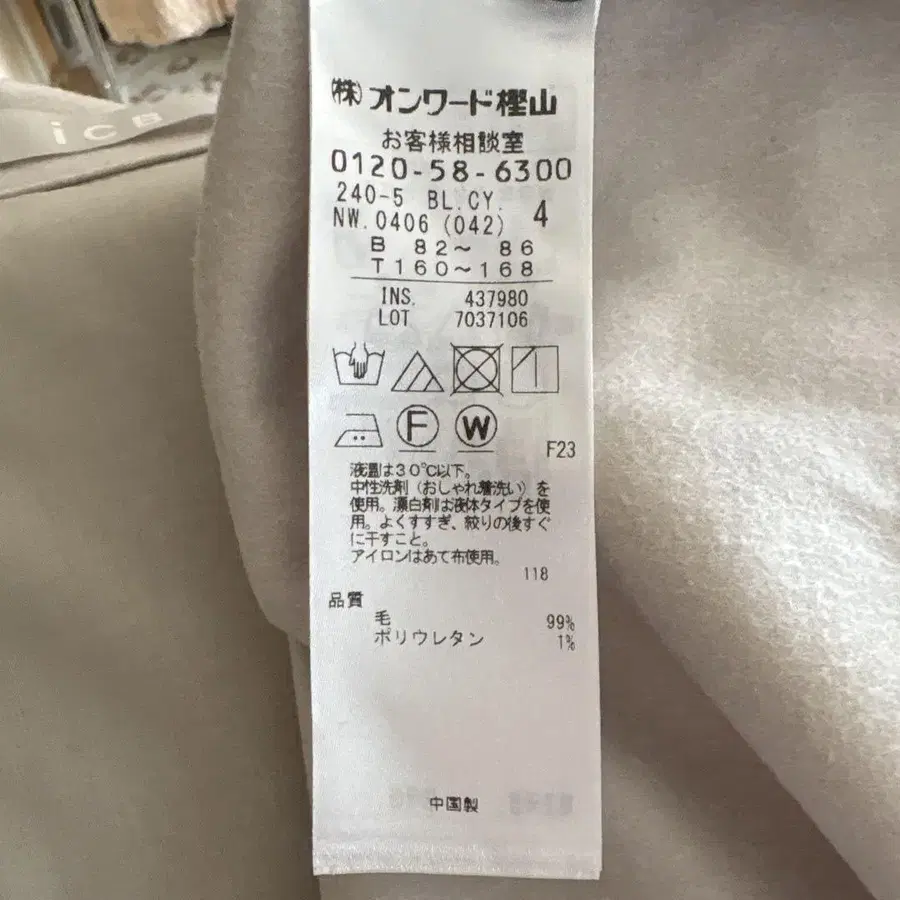 iCB
㈱オンワード樫山
お客様相談室
0120-58-6300
240-5 BL.CY. 4
NW.0406 (042)
B 82～ 86
T160～168
INS. 437980
LOT 7037106
F W
F23
液温は30℃以下。
中性洗剤（おしゃれ着洗い）を
使用。漂白剤は液体タイプを使
用。よくすすぎ、絞りの後すぐ
に干すこと。
アイロンはあて布使用。
118
品質
毛 99%
ポリウレタン 1%
中国製